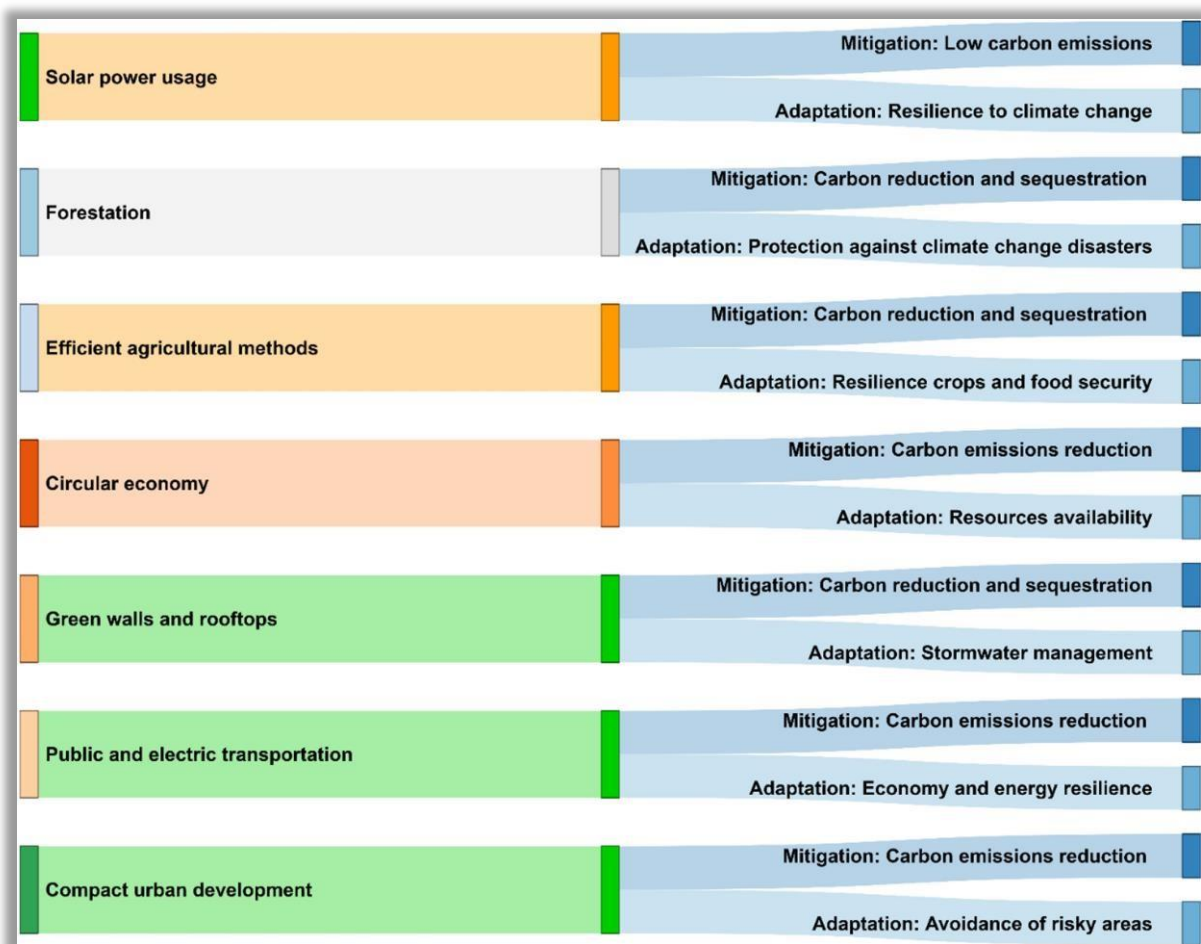 Solar power usage
Mitigation: Low carbon emissions
Adaptation: Resilience to climate change
Forestation
Mitigation: Carbon reduction and sequestration
Adaptation: Protection against climate change disasters
Efficient agricultural methods
Mitigation: Carbon reduction and sequestration
Adaptation: Resilience crops and food security
Circular economy
Mitigation: Carbon emissions reduction
Adaptation: Resources availability
Green walls and rooftops
Mitigation: Carbon reduction and sequestration
Adaptation: Stormwater management
Public and electric transportation
Mitigation: Carbon emissions reduction
Adaptation: Economy and energy resilience
Compact urban development
Mitigation: Carbon emissions reduction
Adaptation: Avoidance of risky areas